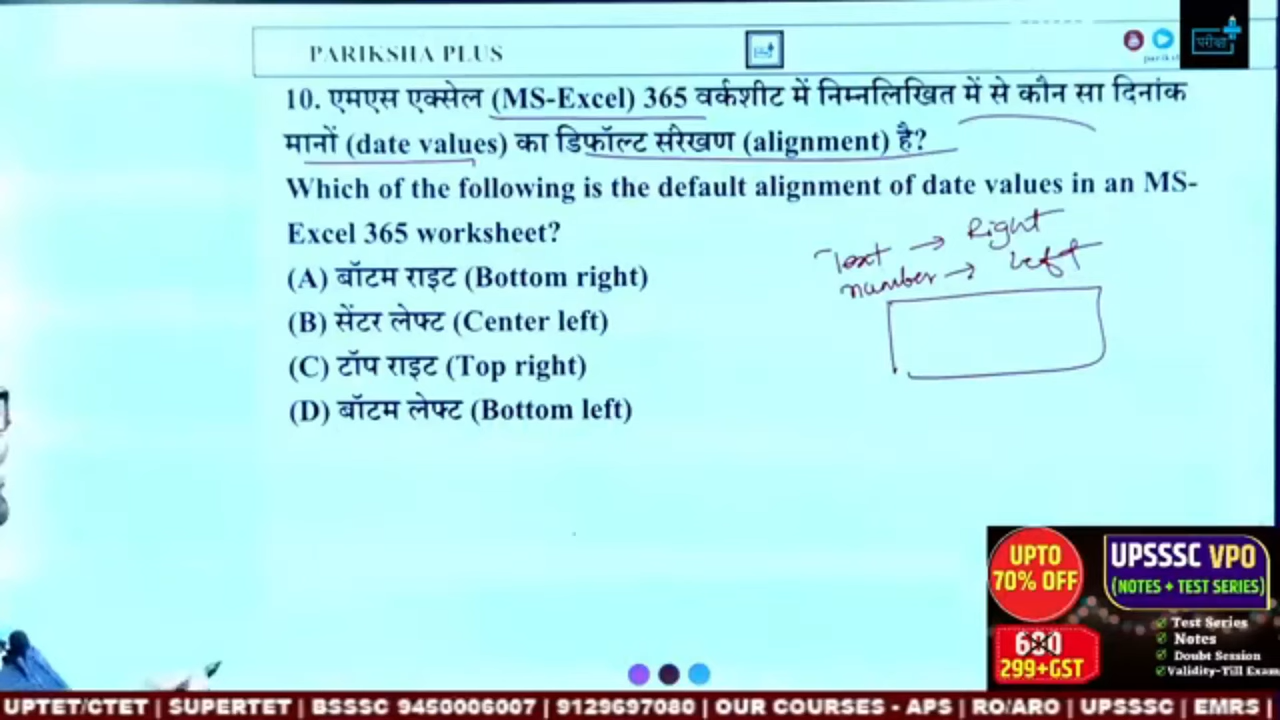 PARIKSHA PLUS
परीक्षा
10. एमएस एक्सेल (MS-Excel) 365 वर्कशीट में निम्नलिखित में से कौन सा दिनांक
मानों (date values) का डिफॉल्ट संरेखण (alignment) है?
Which of the following is the default alignment of date values in an MS-
Excel 365 worksheet?
Text → Right
number → Left
(A) बॉटम राइट (Bottom right)
(B) सेंटर लेफ्ट (Center left)
(C) टॉप राइट (Top right)
(D) बॉटम लेफ्ट (Bottom left)
UPTO
70% OFF
UPSSSC VPO
(NOTES + TEST SERIES)
Test Series
Notes
Doubt Session
Validity-Till Exam
299+GST
UPTET/CTET | SUPERTET | BSSSC 9450006007 | 9129697080 | OUR COURSES - APS | RO/ARO | UPSSSC | EMRS |